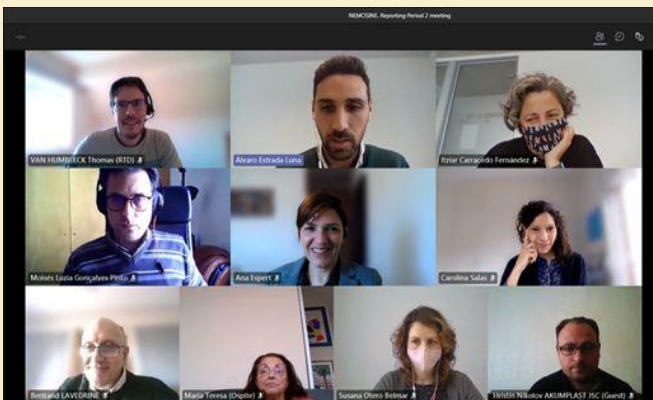 NEMOSINE. Reporting Period 2 meeting
VAN HUMBEECK Thomas (RTD)
Alvaro Estrada Luna
Itziar Carracedo Fernández
Moisés Luzia Gonçalves Pinto
Ana Espert
Carolina Salas
Bertrand LAVEDRINE
Maria Teresa (Ospite)
Susana Otero Belmar
Hristin Nikolov AKUMPLAST JSC (Guest)